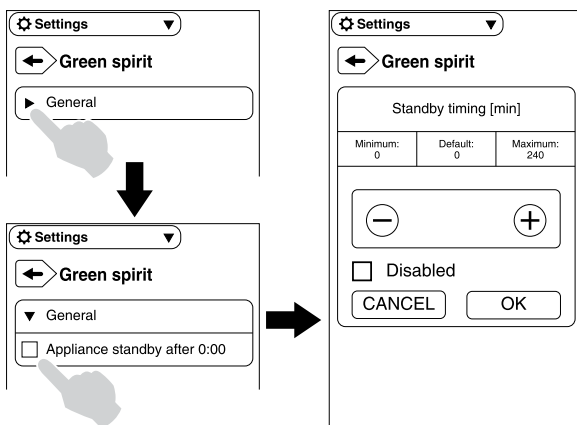 Settings
Green spirit
General
Settings
Green spirit
General
Appliance standby after 0:00
Settings
Green spirit
Standby timing [min]
Minimum: Default: Maximum:
0 0 240
Disabled
CANCEL OK